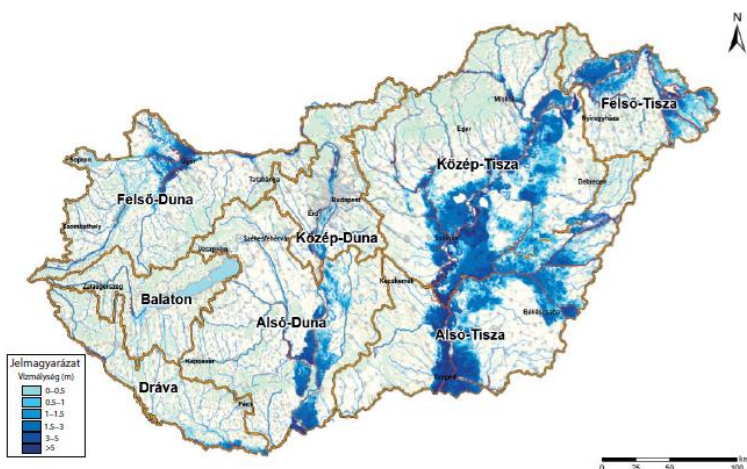 N
Felső-Tisza
Miskolc
Nyíregyháza
Eger
Közép-Tisza
Sopron
Győr
Debrecen
Tatabánya
Felső-Duna
Budapest
Érd
Szombathely
Székesfehérvár
Közép-Duna
Veszprém
Szolnok
Zalaegerszeg
Kecskemét
Balaton
Alsó-Duna
Békéscsaba
Alsó-Tisza
Kaposvár
Dráva
Szeged
Pécs
Jelmagyarázat
Vízmélység (m)
0–0.5
0.5–1
1–1.5
1.5–3
3–5
>5
km
0 25 50 100